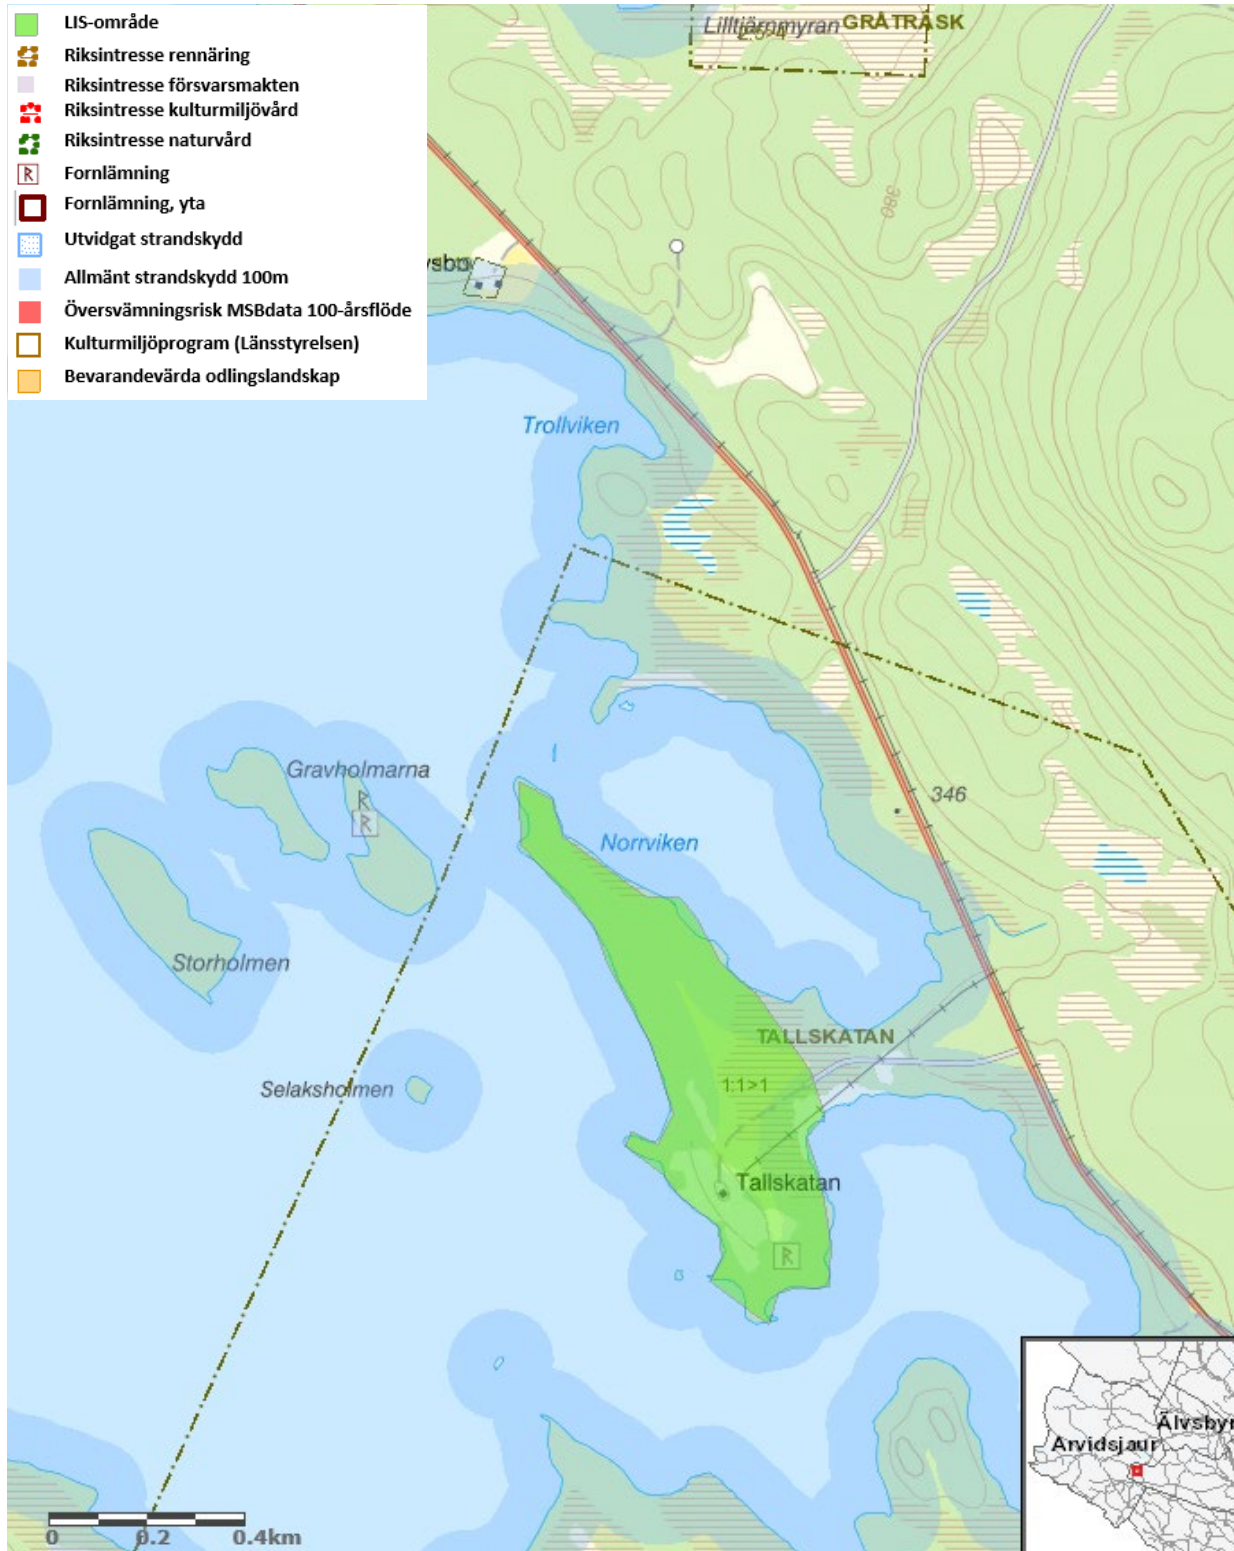 LIS-område
Riksintresse rennäring
Riksintresse försvarsmakten
Riksintresse kulturmiljövård
Riksintresse naturvård
R Fornlämning
Fornlämning, yta
Utvidgat strandskydd
Allmänt strandskydd 100m
Översvämningsrisk MSBdata 100-årsflöde
Kulturmiljöprogram (Länsstyrelsen)
Bevarandevärda odlingslandskap
Lilltjärnmyran
GRÅTRÄSK
380
Trollviken
Gravholmarna
R
R
346
Norrviken
Storholmen
TALLSKATAN
1:1>1
Selaksholmen
Tallskatan
R
Älvsbyn
Arvidsjaur
0 0.2 0.4km